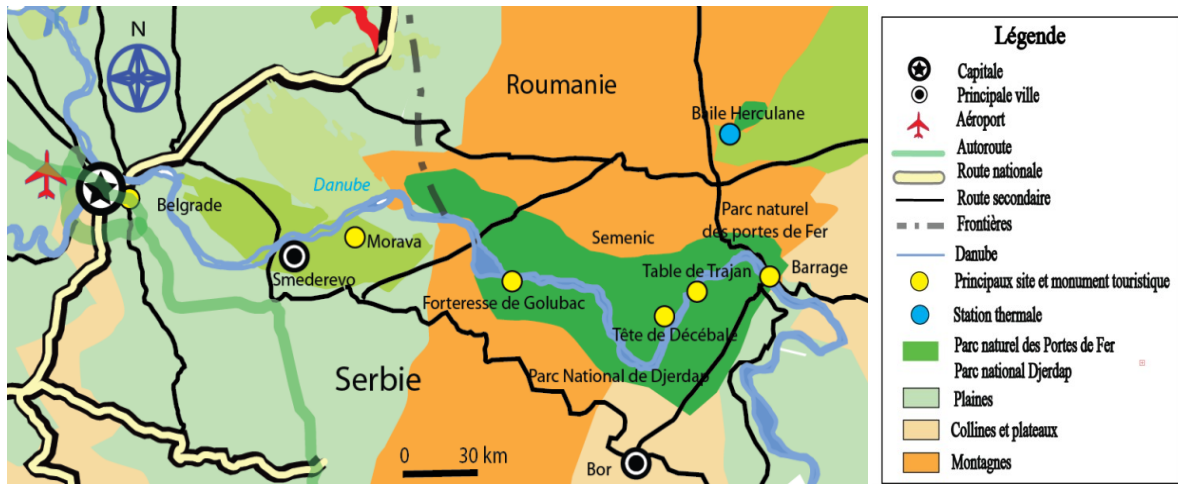 N
Roumanie
Baile Herculane
Danube
Belgrade
Parc naturel
des portes de Fer
Morava
Semenic
Smederevo
Table de Trajan
Barrage
Forteresse de Golubac
Tête de Décébale
Parc National de Djerdap
Serbie
0 30 km
Bor
Légende
Capitale
Principale ville
Aéroport
Autoroute
Route nationale
Route secondaire
Frontières
Danube
Principaux site et monument touristique
Station thermale
Parc naturel des Portes de Fer
Parc national Djerdap
Plaines
Collines et plateaux
Montagnes